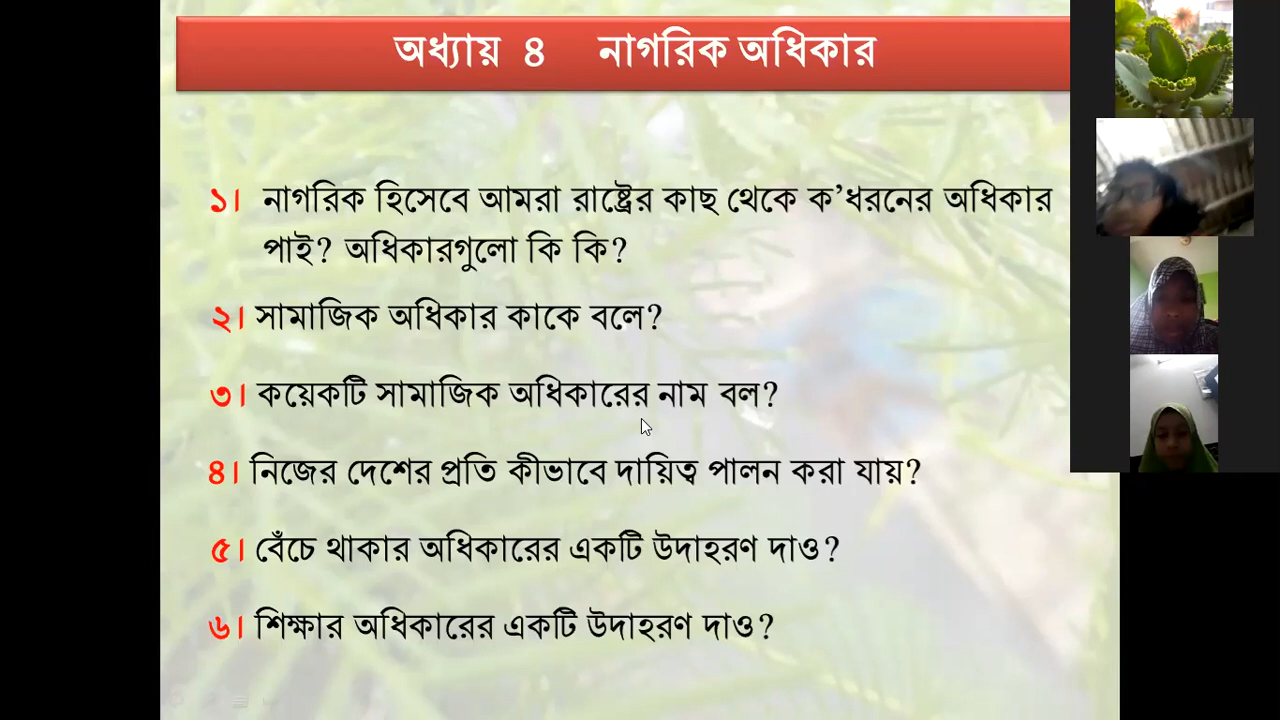 অধ্যায় ৪ নাগরিক অধিকার
১। নাগরিক হিসেবে আমরা রাষ্ট্রের কাছ থেকে ক’ধরনের অধিকার
পাই? অধিকারগুলো কি কি?
২। সামাজিক অধিকার কাকে বলে?
৩। কয়েকটি সামাজিক অধিকারের নাম বল?
৪। নিজের দেশের প্রতি কীভাবে দায়িত্ব পালন করা যায়?
৫। বেঁচে থাকার অধিকারের একটি উদাহরণ দাও?
৬। শিক্ষার অধিকারের একটি উদাহরণ দাও?